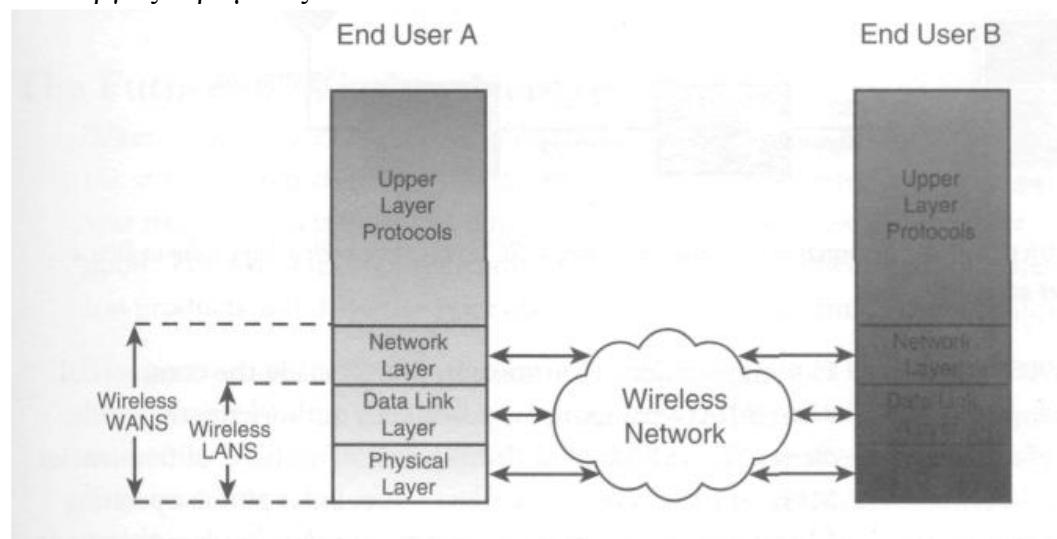 End User A
End User B
Upper
Layer
Protocols
Upper
Layer
Protocols
Network
Layer
Network
Layer
Wireless
WANS
Wireless
LANS
Data Link
Layer
Data Link
Layer
Physical
Layer
Wireless
Network